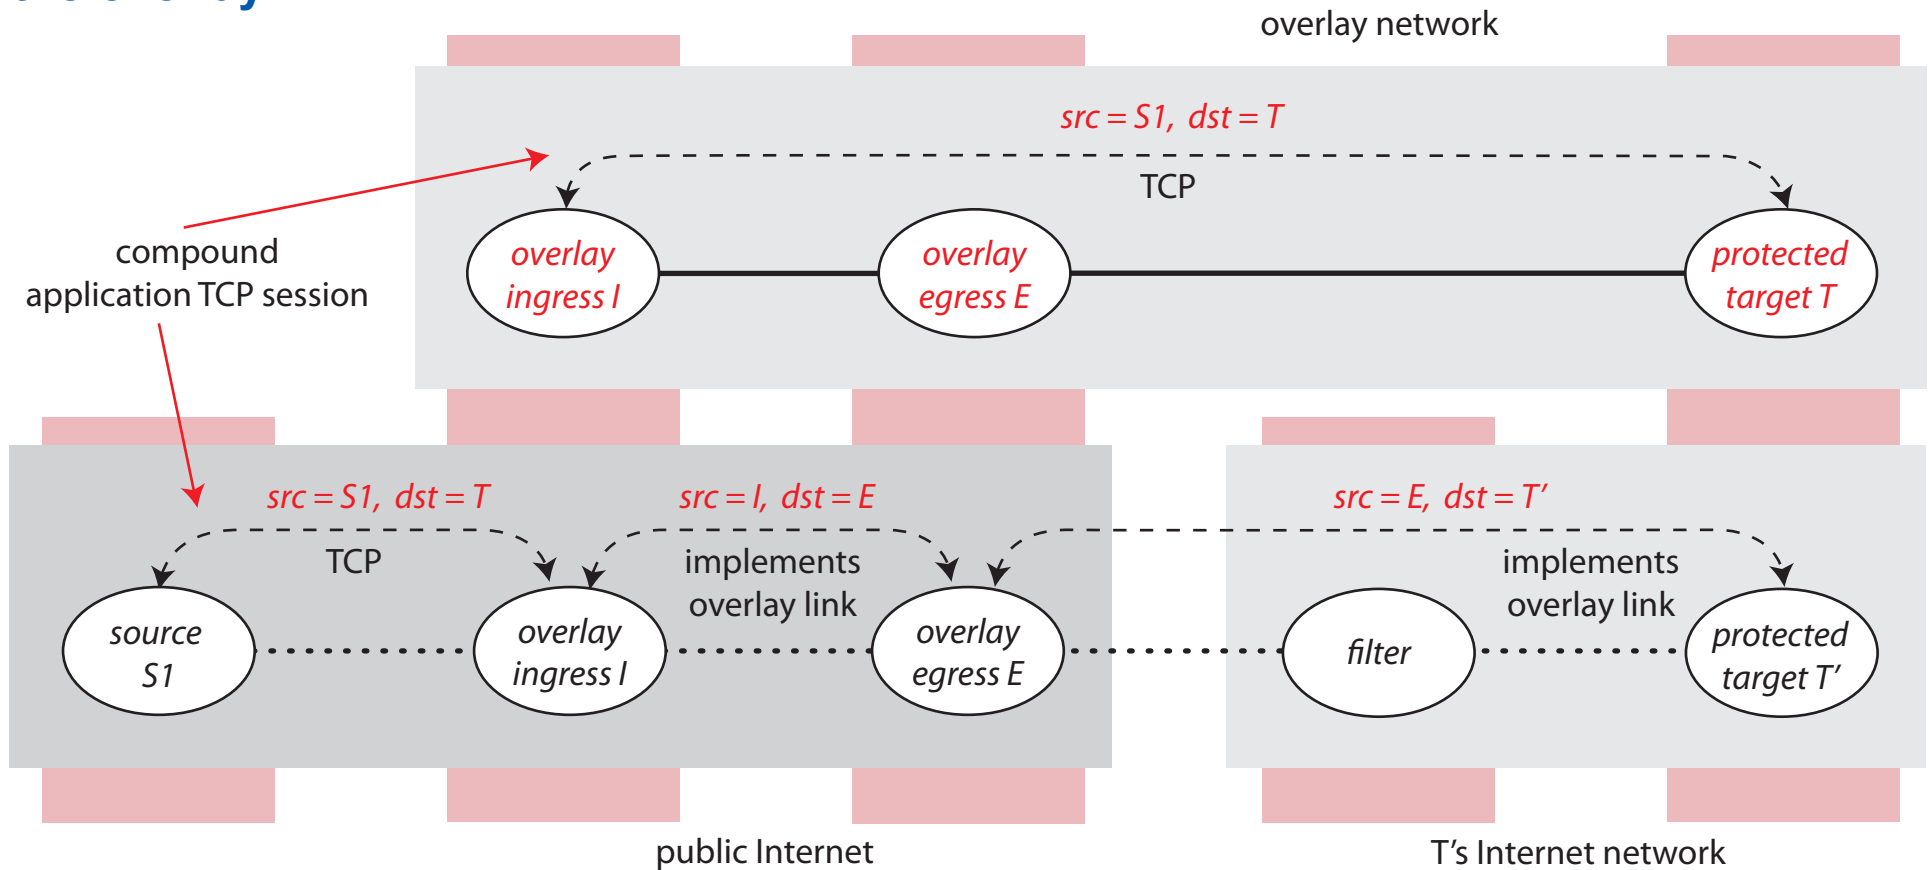 overlay network
src = S1, dst = T
TCP
compound
application TCP session
overlay
ingress I
overlay
egress E
protected
target T
src = S1, dst = T
TCP
src = I, dst = E
implements
overlay link
src = E, dst = T'
implements
overlay link
source
S1
overlay
ingress I
overlay
egress E
filter
protected
target T'
public Internet
T's Internet network